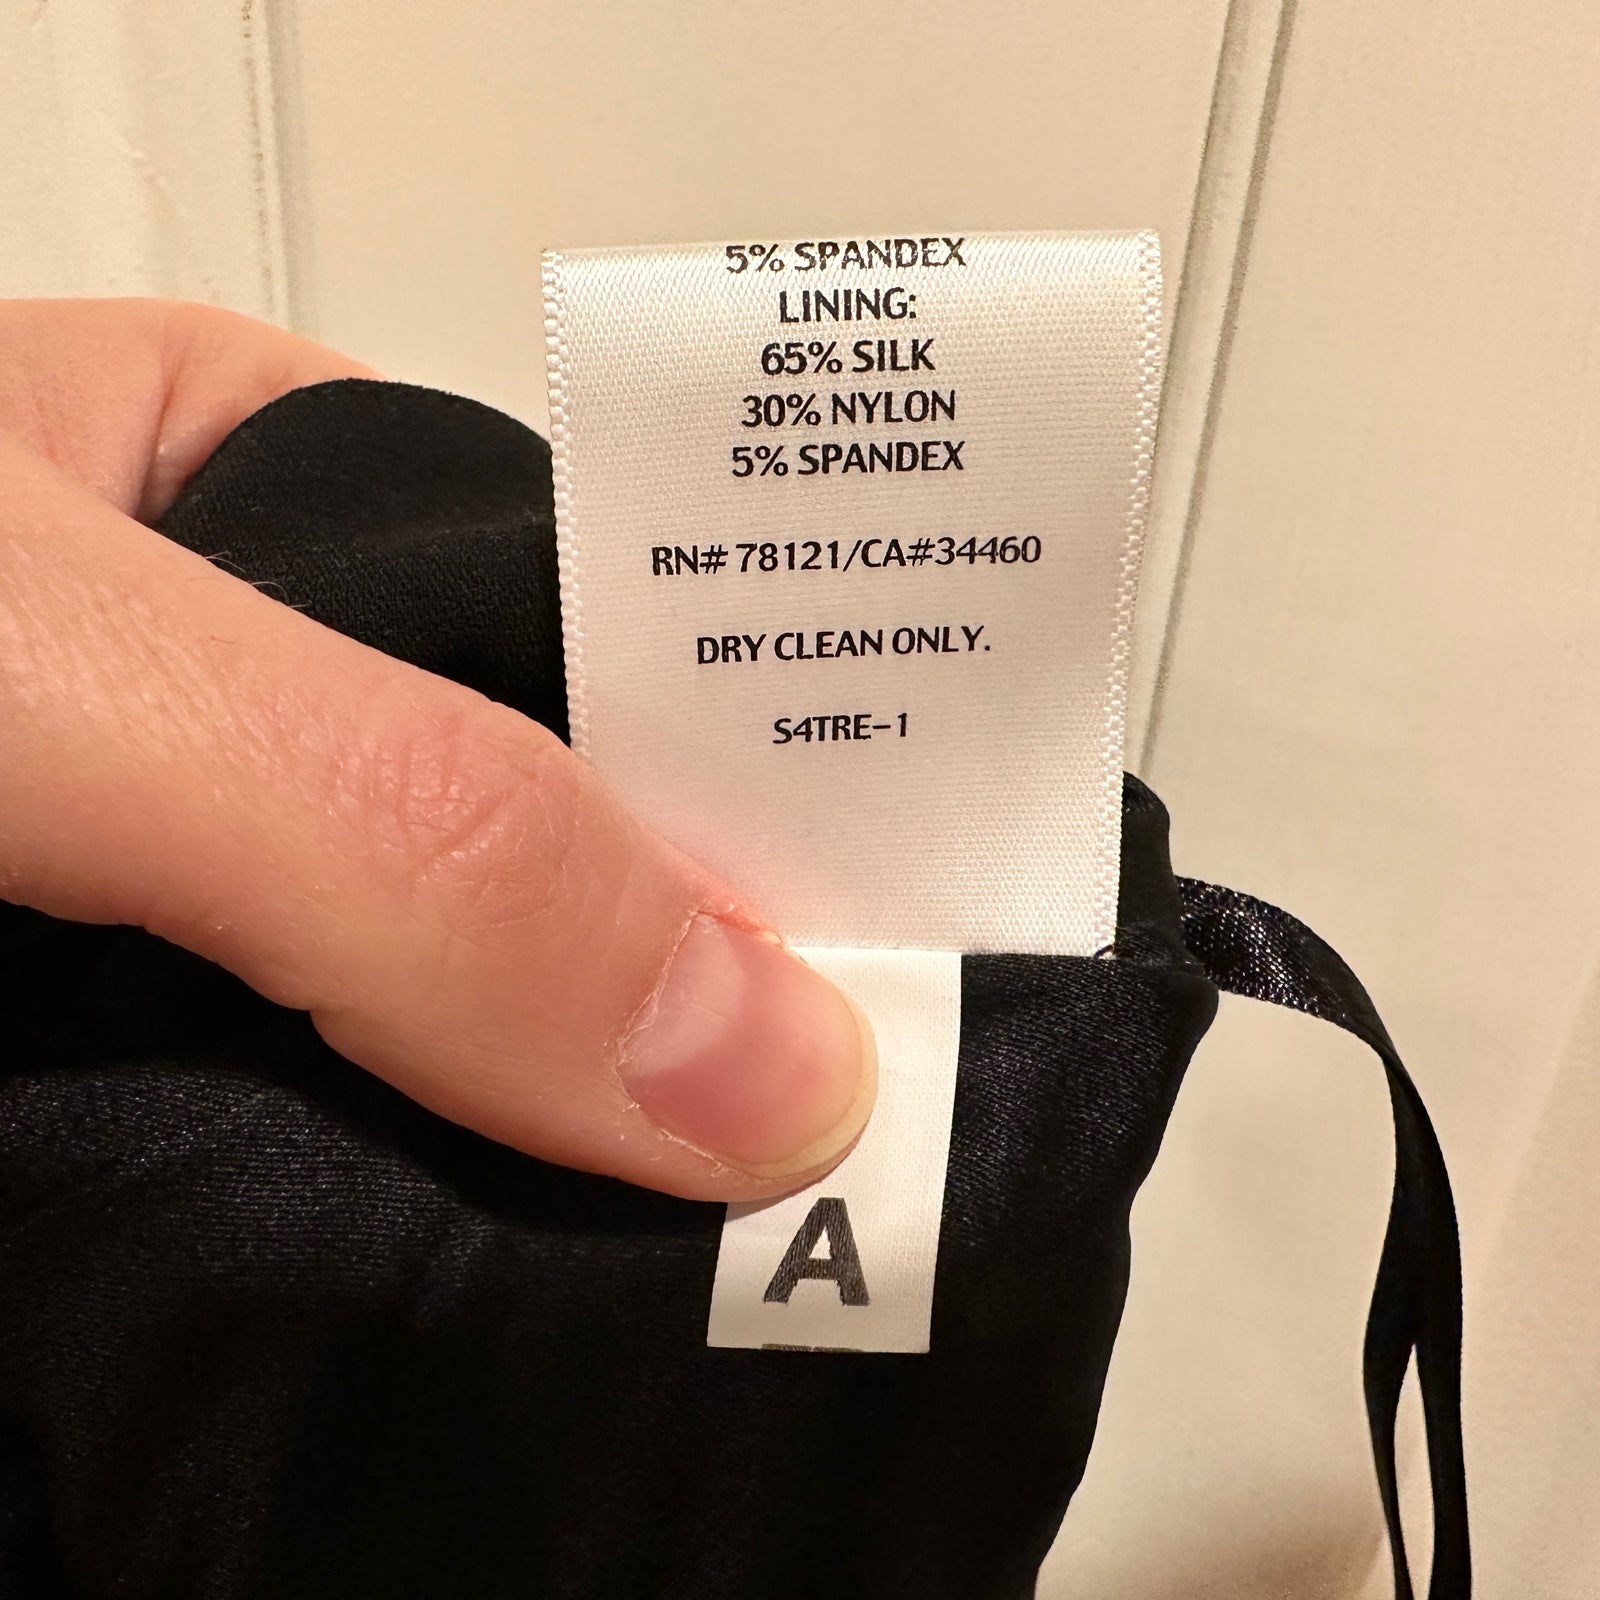 5% SPANDEX
LINING:
65% SILK
30% NYLON
5% SPANDEX
RN# 78121/CA#34460
DRY CLEAN ONLY.
S4TRE-1
A